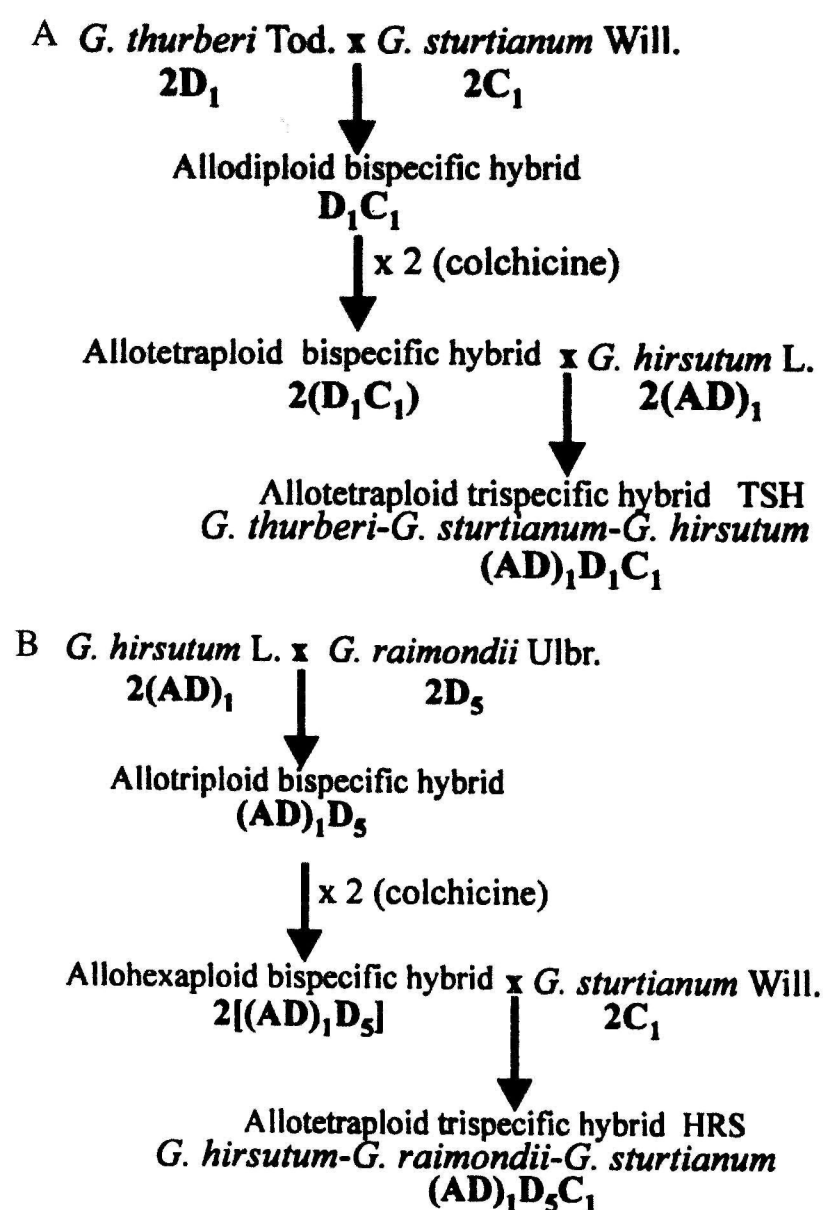 A G. thurberi Tod. x G. sturtianum Will.
2D₁ 2C₁
Allodiploid bispecific hybrid
D₁C₁
x 2 (colchicine)
Allotetraploid bispecific hybrid x G. hirsutum L.
2(D₁C₁) 2(AD)₁
Allotetraploid trispecific hybrid TSH
G. thurberi-G. sturtianum-G. hirsutum
(AD)₁D₁C₁
B G. hirsutum L. x G. raimondii Ulbr.
2(AD)₁ 2D₅
Allotriploid bispecific hybrid
(AD)₁D₅
x 2 (colchicine)
Allohexaploid bispecific hybrid x G. sturtianum Will.
2[(AD)₁D₅] 2C₁
Allotetraploid trispecific hybrid HRS
G. hirsutum-G. raimondii-G. sturtianum
(AD)₁D₅C₁